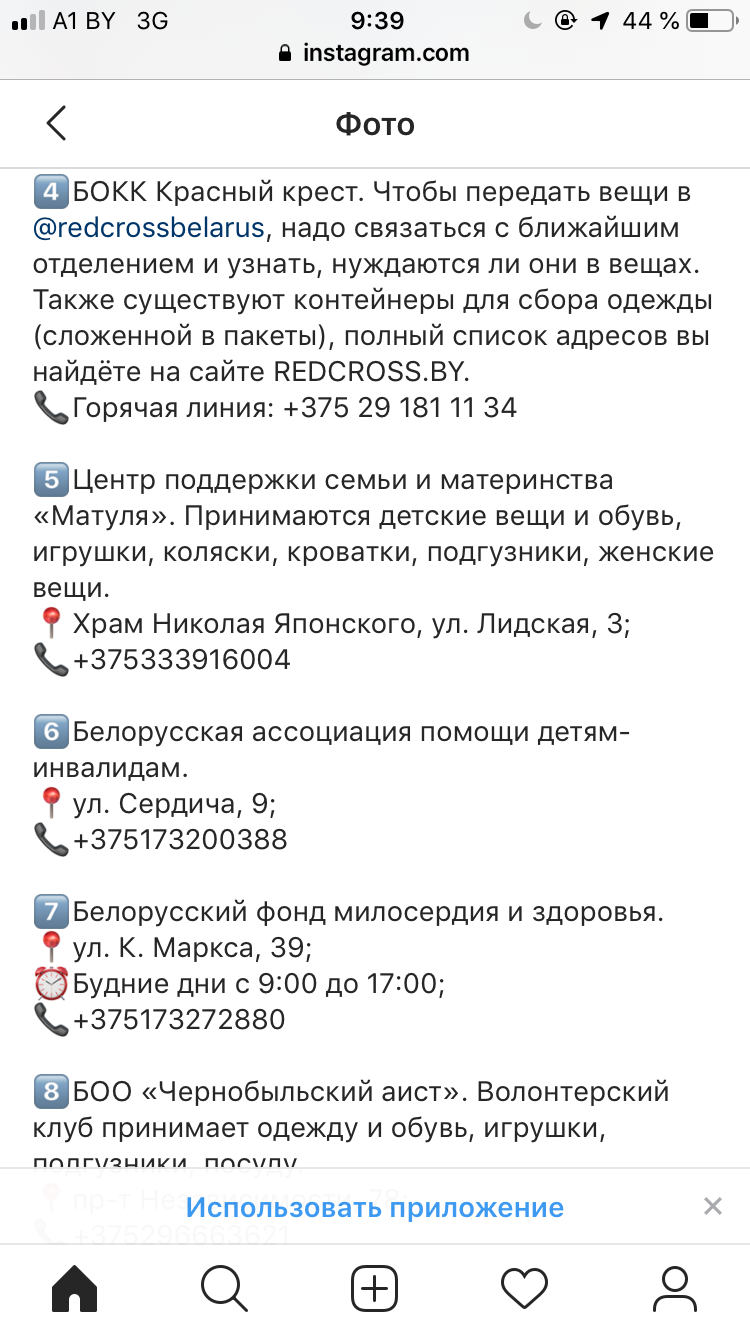 A1 BY 3G 9:39 44 %
instagram.com
Фото
4 БОКК Красный крест. Чтобы передать вещи в
@redcrossbelarus, надо связаться с ближайшим
отделением и узнать, нуждаются ли они в вещах.
Также существуют контейнеры для сбора одежды
(сложенной в пакеты), полный список адресов вы
найдёте на сайте REDCROSS.BY.
Горячая линия: +375 29 181 11 34
5 Центр поддержки семьи и материнства
«Матуля». Принимаются детские вещи и обувь,
игрушки, коляски, кроватки, подгузники, женские
вещи.
Храм Николая Японского, ул. Лидская, 3;
+375333916004
6 Белорусская ассоциация помощи детям-
инвалидам.
ул. Сердича, 9;
+375173200388
7 Белорусский фонд милосердия и здоровья.
ул. К. Маркса, 39;
Будние дни с 9:00 до 17:00;
+375173272880
8 БОО «Чернобыльский аист». Волонтерский
клуб принимает одежду и обувь, игрушки,
подгузники, посуду.
пр-т Независимости, 78
Использовать приложение
+375296663621